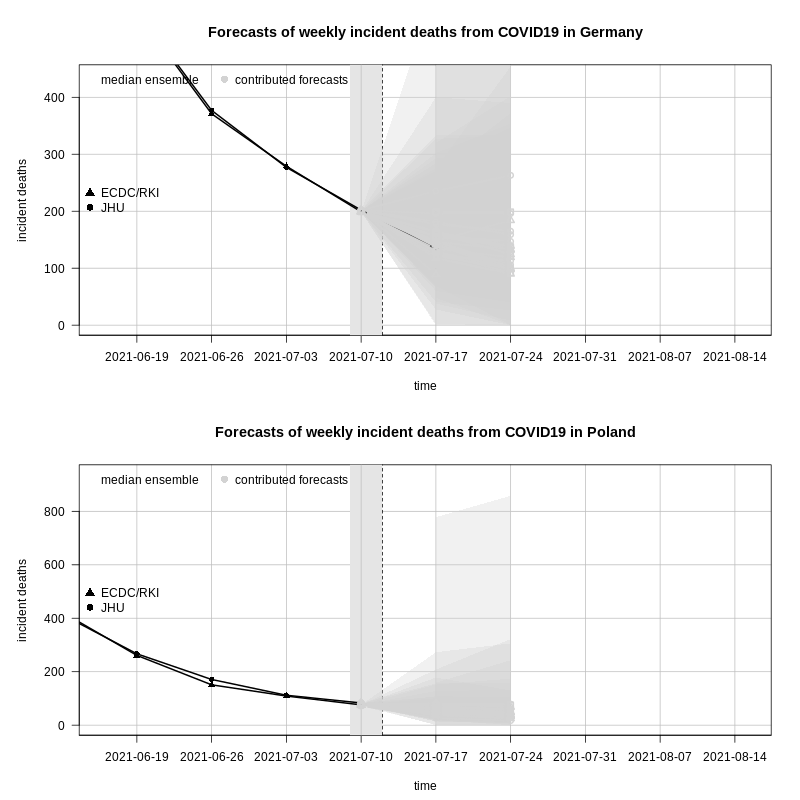 Forecasts of weekly incident deaths from COVID19 in Germany
median ensemble contributed forecasts
400
300
ECDC/RKI
JHU
200
100
0
incident deaths
2021-06-19 2021-06-26 2021-07-03 2021-07-10 2021-07-17 2021-07-24 2021-07-31 2021-08-07 2021-08-14
time
Forecasts of weekly incident deaths from COVID19 in Poland
median ensemble contributed forecasts
800
600
ECDC/RKI
JHU
400
200
0
incident deaths
2021-06-19 2021-06-26 2021-07-03 2021-07-10 2021-07-17 2021-07-24 2021-07-31 2021-08-07 2021-08-14
time